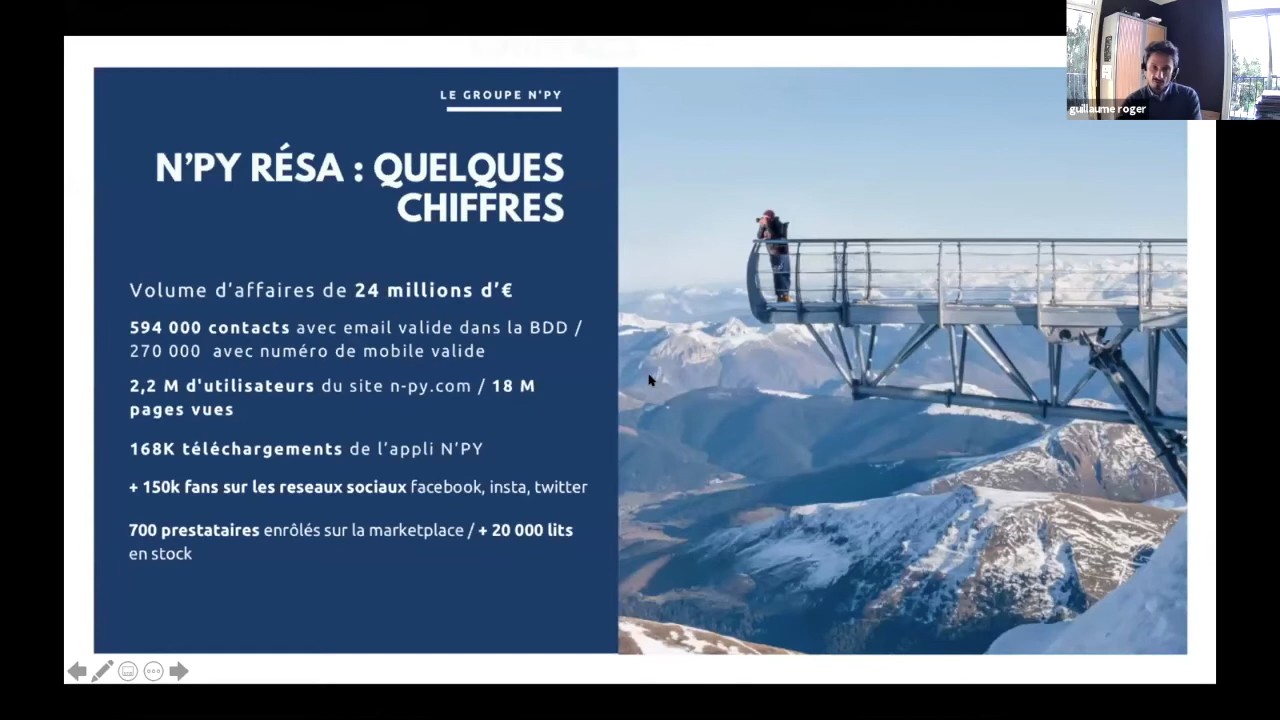 LE GROUPE N'PY
N'PY RÉSA : QUELQUES
CHIFFRES
Volume d'affaires de 24 millions d'€
594 000 contacts avec email valide dans la BDD /
270 000 avec numéro de mobile valide
2,2 M d'utilisateurs du site n-py.com / 18 M
pages vues
168K téléchargements de l'appli N'PY
+ 150k fans sur les reseaux sociaux facebook, insta, twitter
700 prestataires enrôlés sur la marketplace / + 20 000 lits
en stock
guillaume roger